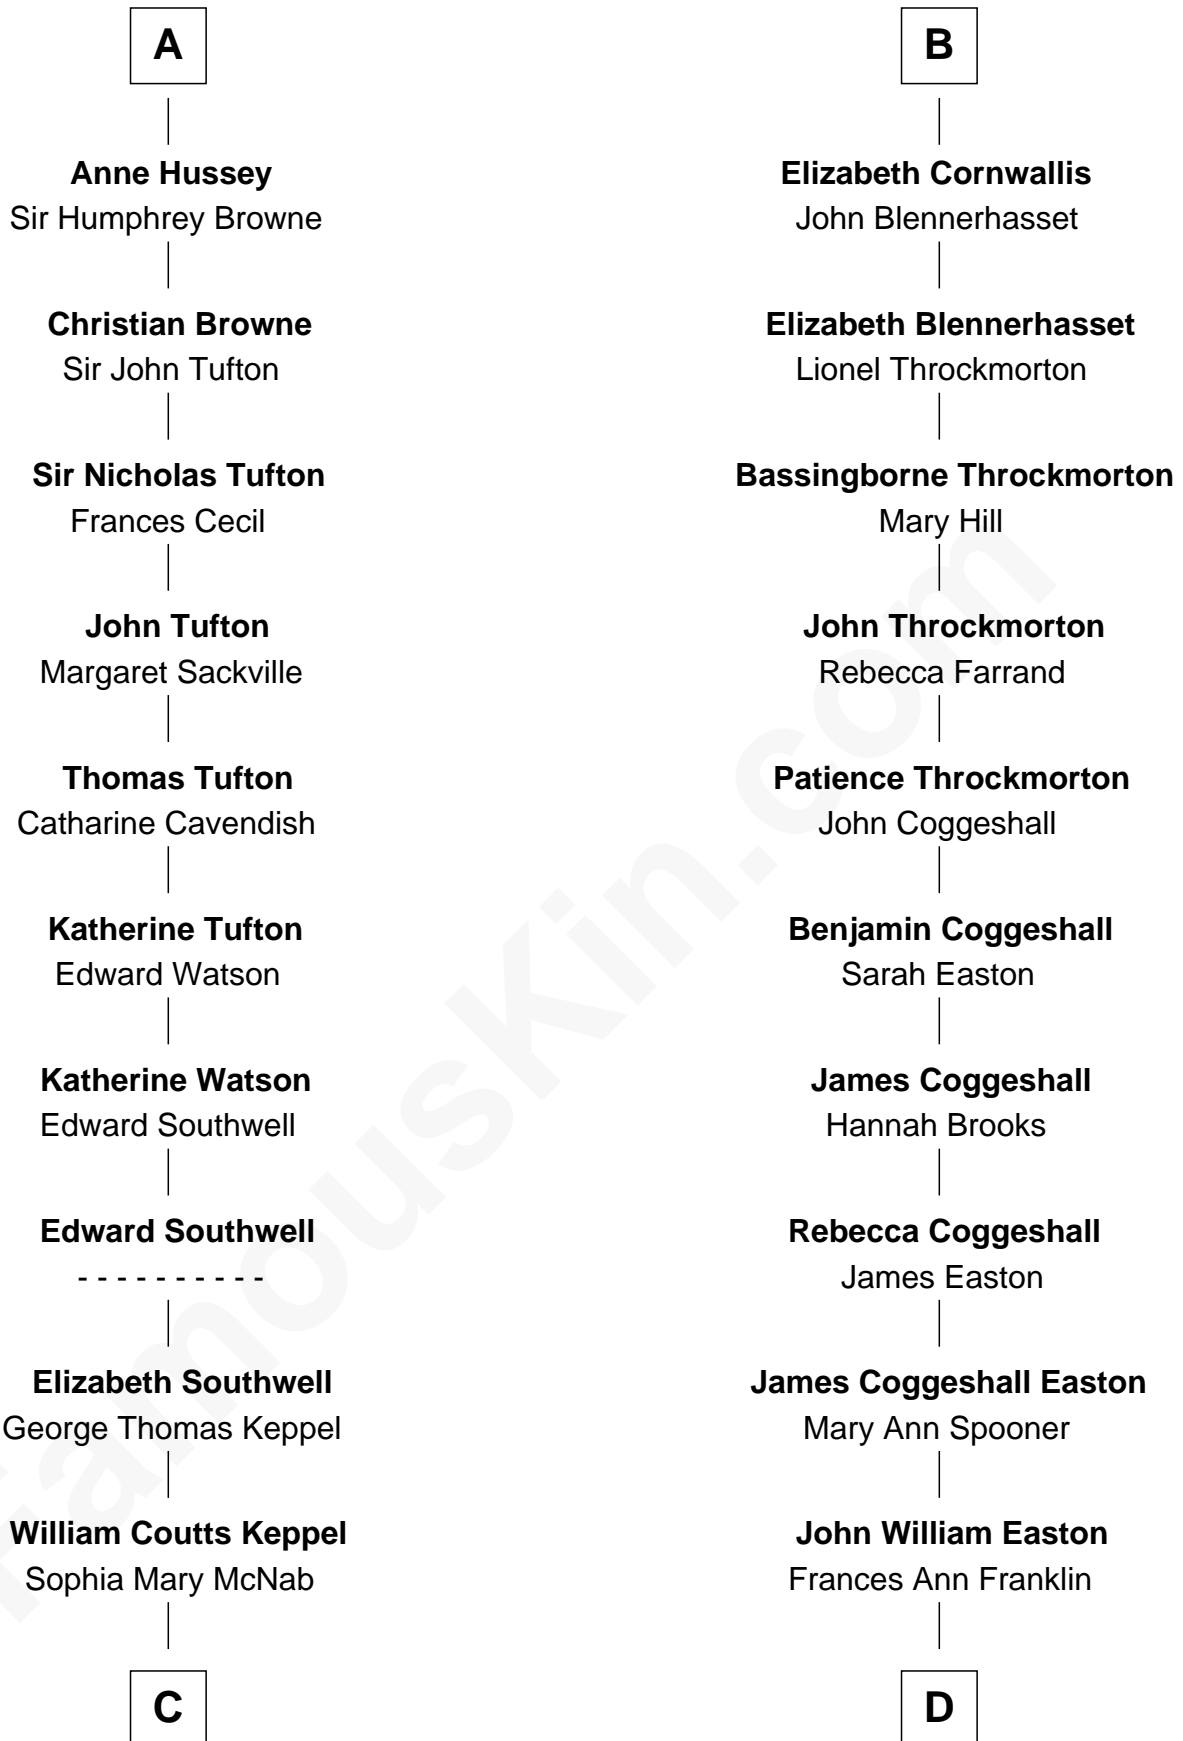 A
Anne Hussey
Sir Humphrey Browne
Christian Browne
Sir John Tufton
Sir Nicholas Tufton
Frances Cecil
John Tufton
Margaret Sackville
Thomas Tufton
Catharine Cavendish
Katherine Tufton
Edward Watson
Katherine Watson
Edward Southwell
Edward Southwell
- - - - - - - - - -
Elizabeth Southwell
George Thomas Keppel
William Coutts Keppel
Sophia Mary McNab
C
B
Elizabeth Cornwallis
John Blennerhasset
Elizabeth Blennerhasset
Lionel Throckmorton
Bassingborne Throckmorton
Mary Hill
John Throckmorton
Rebecca Farrand
Patience Throckmorton
John Coggeshall
Benjamin Coggeshall
Sarah Easton
James Coggeshall
Hannah Brooks
Rebecca Coggeshall
James Easton
James Coggeshall Easton
Mary Ann Spooner
John William Easton
Frances Ann Franklin
D
FamousKin.com